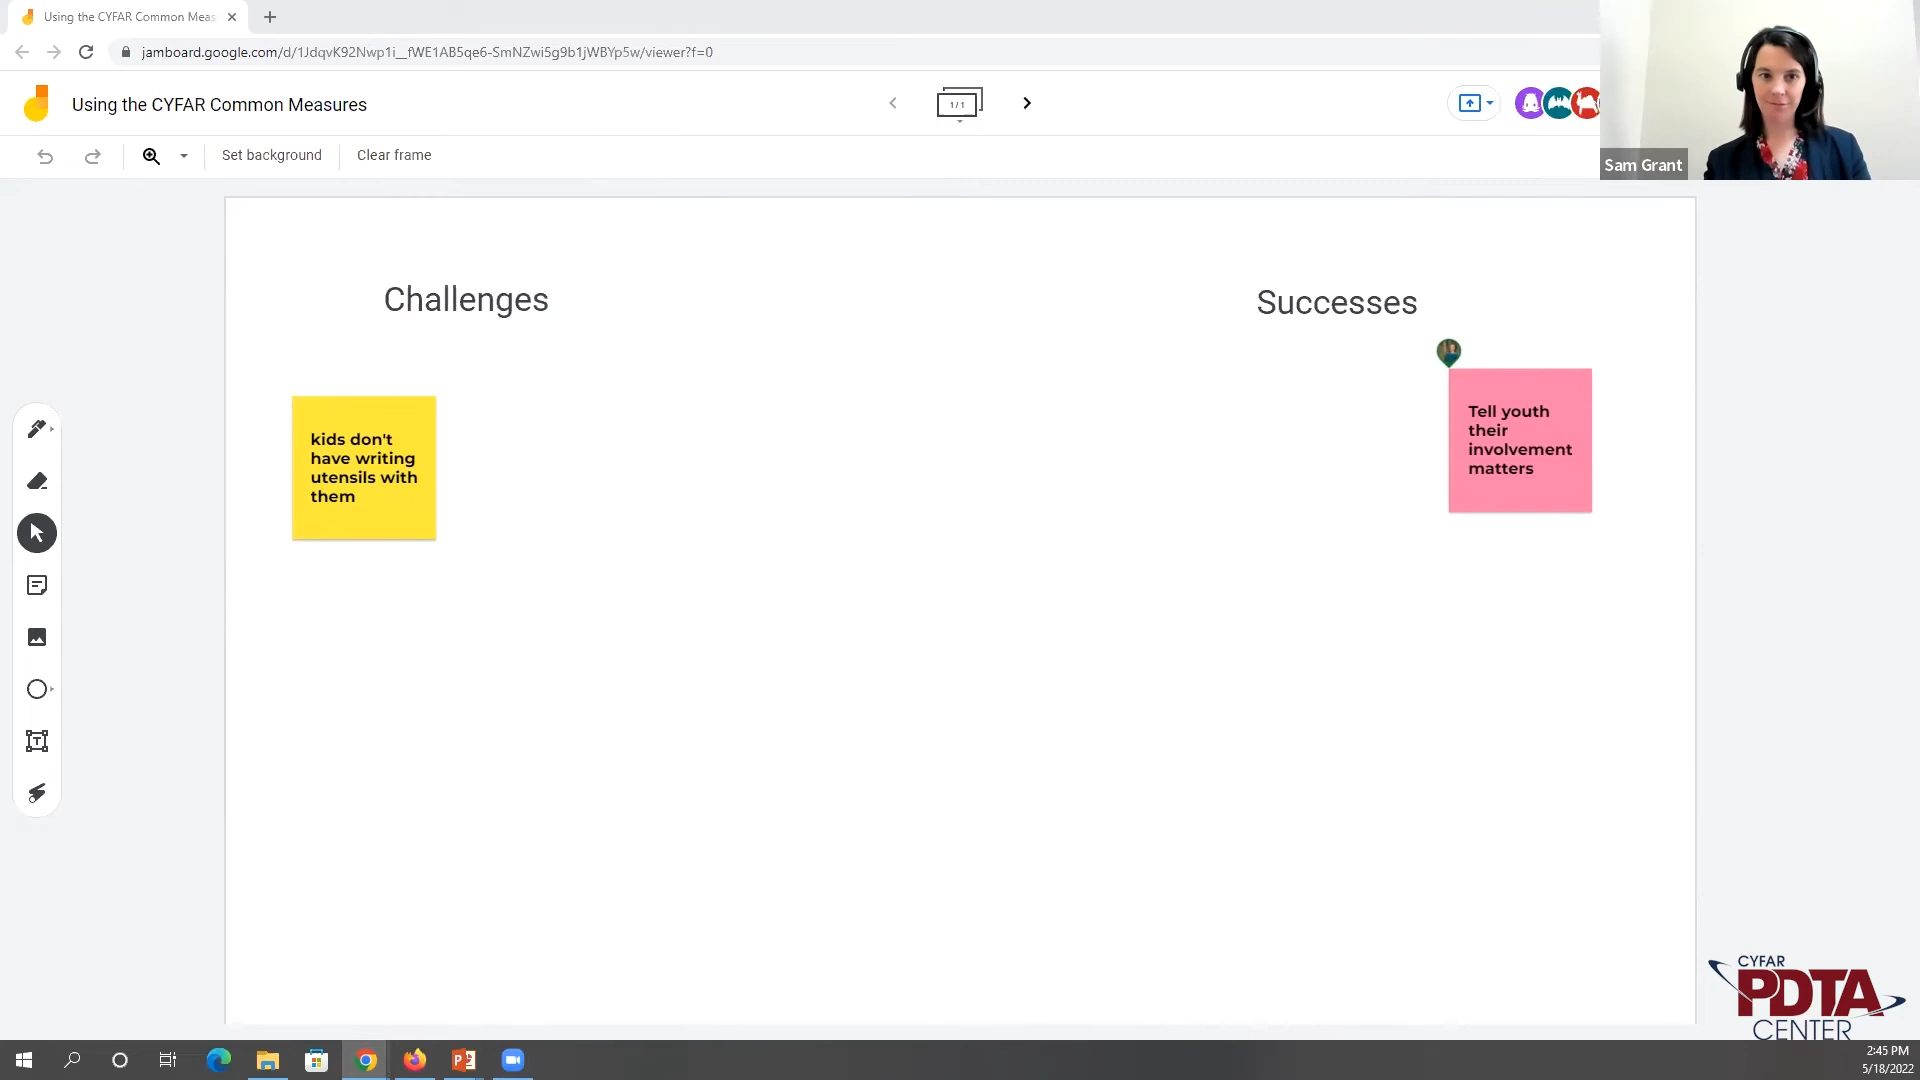 Using the CYFAR Common Meas
jamboard.google.com/d/1JdqvK92Nwp1i__fWE1AB5qe6-SmNZwi5g9b1jWBYp5w/viewer?f=0
Using the CYFAR Common Measures
1/1
Sam Grant
Set background
Clear frame
Challenges
Successes
kids don't
have writing
utensils with
them
Tell youth
their
involvement
matters
CYFAR
PDTA
CENTER
2:45 PM
5/18/2022